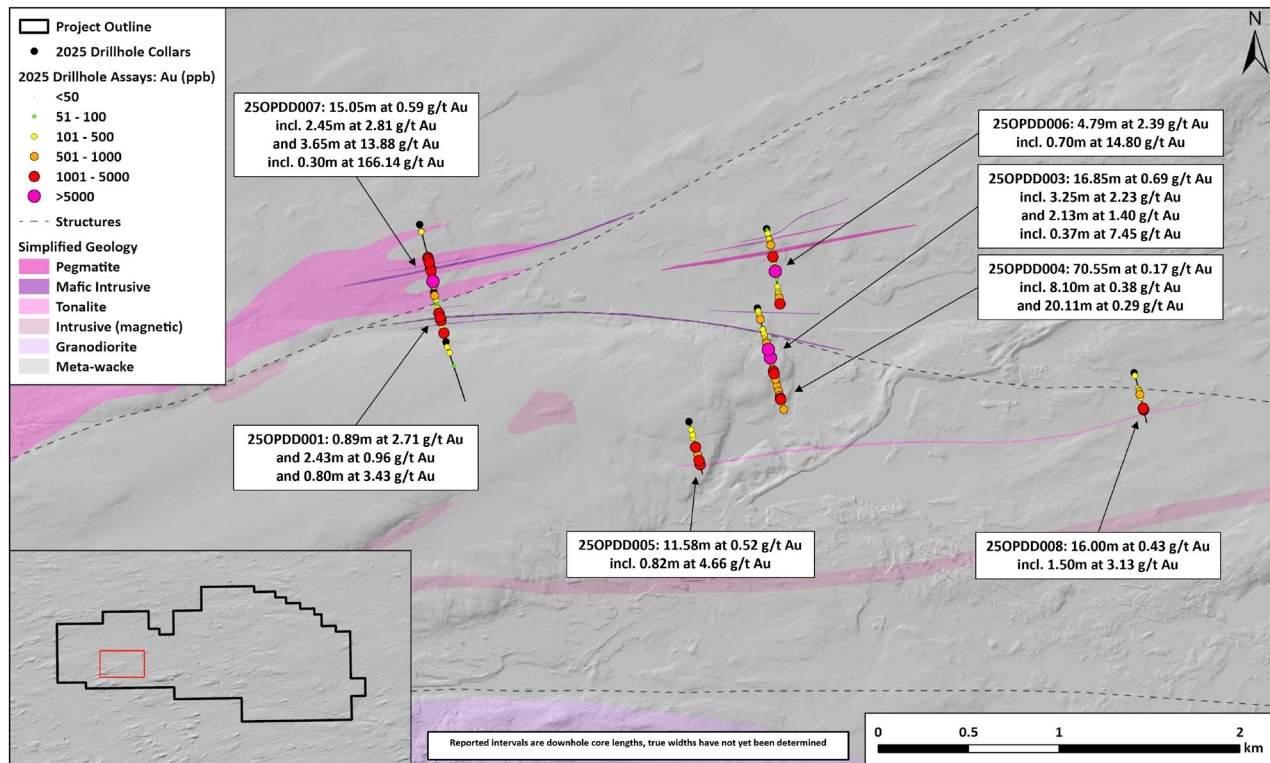 Project Outline
2025 Drillhole Collars
2025 Drillhole Assays: Au (ppb)
<50
51 - 100
101 - 500
501 - 1000
1001 - 5000
>5000
Structures
Simplified Geology
Pegmatite
Mafic Intrusive
Tonalite
Intrusive (magnetic)
Granodiorite
Meta-wacke
25OPDD007: 15.05m at 0.59 g/t Au
incl. 2.45m at 2.81 g/t Au
and 3.65m at 13.88 g/t Au
incl. 0.30m at 166.14 g/t Au
N
25OPDD006: 4.79m at 2.39 g/t Au
incl. 0.70m at 14.80 g/t Au
25OPDD003: 16.85m at 0.69 g/t Au
incl. 3.25m at 2.23 g/t Au
and 2.13m at 1.40 g/t Au
incl. 0.37m at 7.45 g/t Au
25OPDD004: 70.55m at 0.17 g/t Au
incl. 8.10m at 0.38 g/t Au
and 20.11m at 0.29 g/t Au
25OPDD001: 0.89m at 2.71 g/t Au
and 2.43m at 0.96 g/t Au
and 0.80m at 3.43 g/t Au
25OPDD005: 11.58m at 0.52 g/t Au
incl. 0.82m at 4.66 g/t Au
25OPDD008: 16.00m at 0.43 g/t Au
incl. 1.50m at 3.13 g/t Au
Reported intervals are downhole core lengths, true widths have not yet been determined
0 0.5 1 2
km